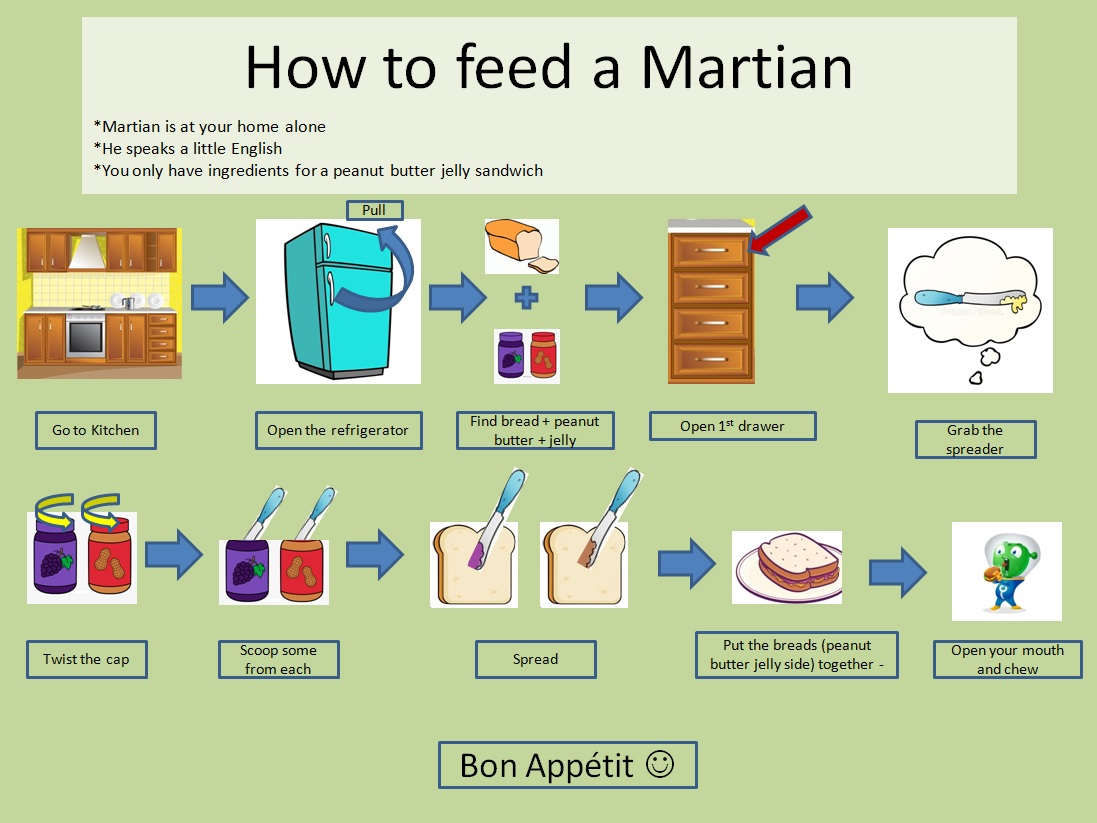 How to feed a Martian
*Martian is at your home alone
*He speaks a little English
*You only have ingredients for a peanut butter jelly sandwich
Pull
Go to Kitchen
Open the refrigerator
Find bread + peanut
butter + jelly
Open 1st drawer
Grab the
spreader
Twist the cap
Scoop some
from each
Spread
Put the breads (peanut
butter jelly side) together -
Open your mouth
and chew
Bon Appétit ☺